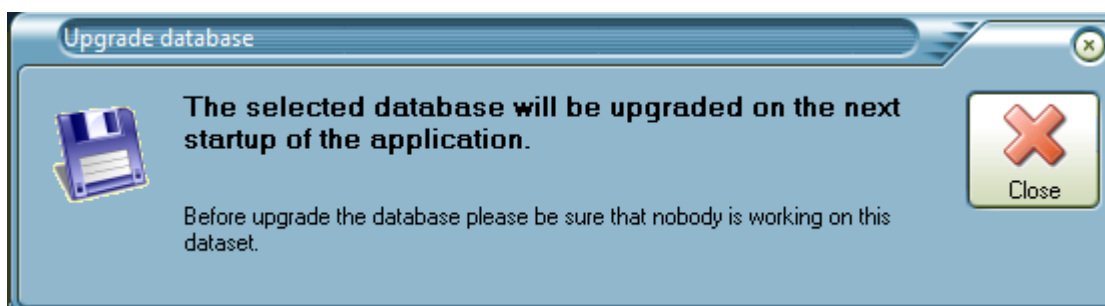 Upgrade database
The selected database will be upgraded on the next
startup of the application.
Close
Before upgrade the database please be sure that nobody is working on this
dataset.